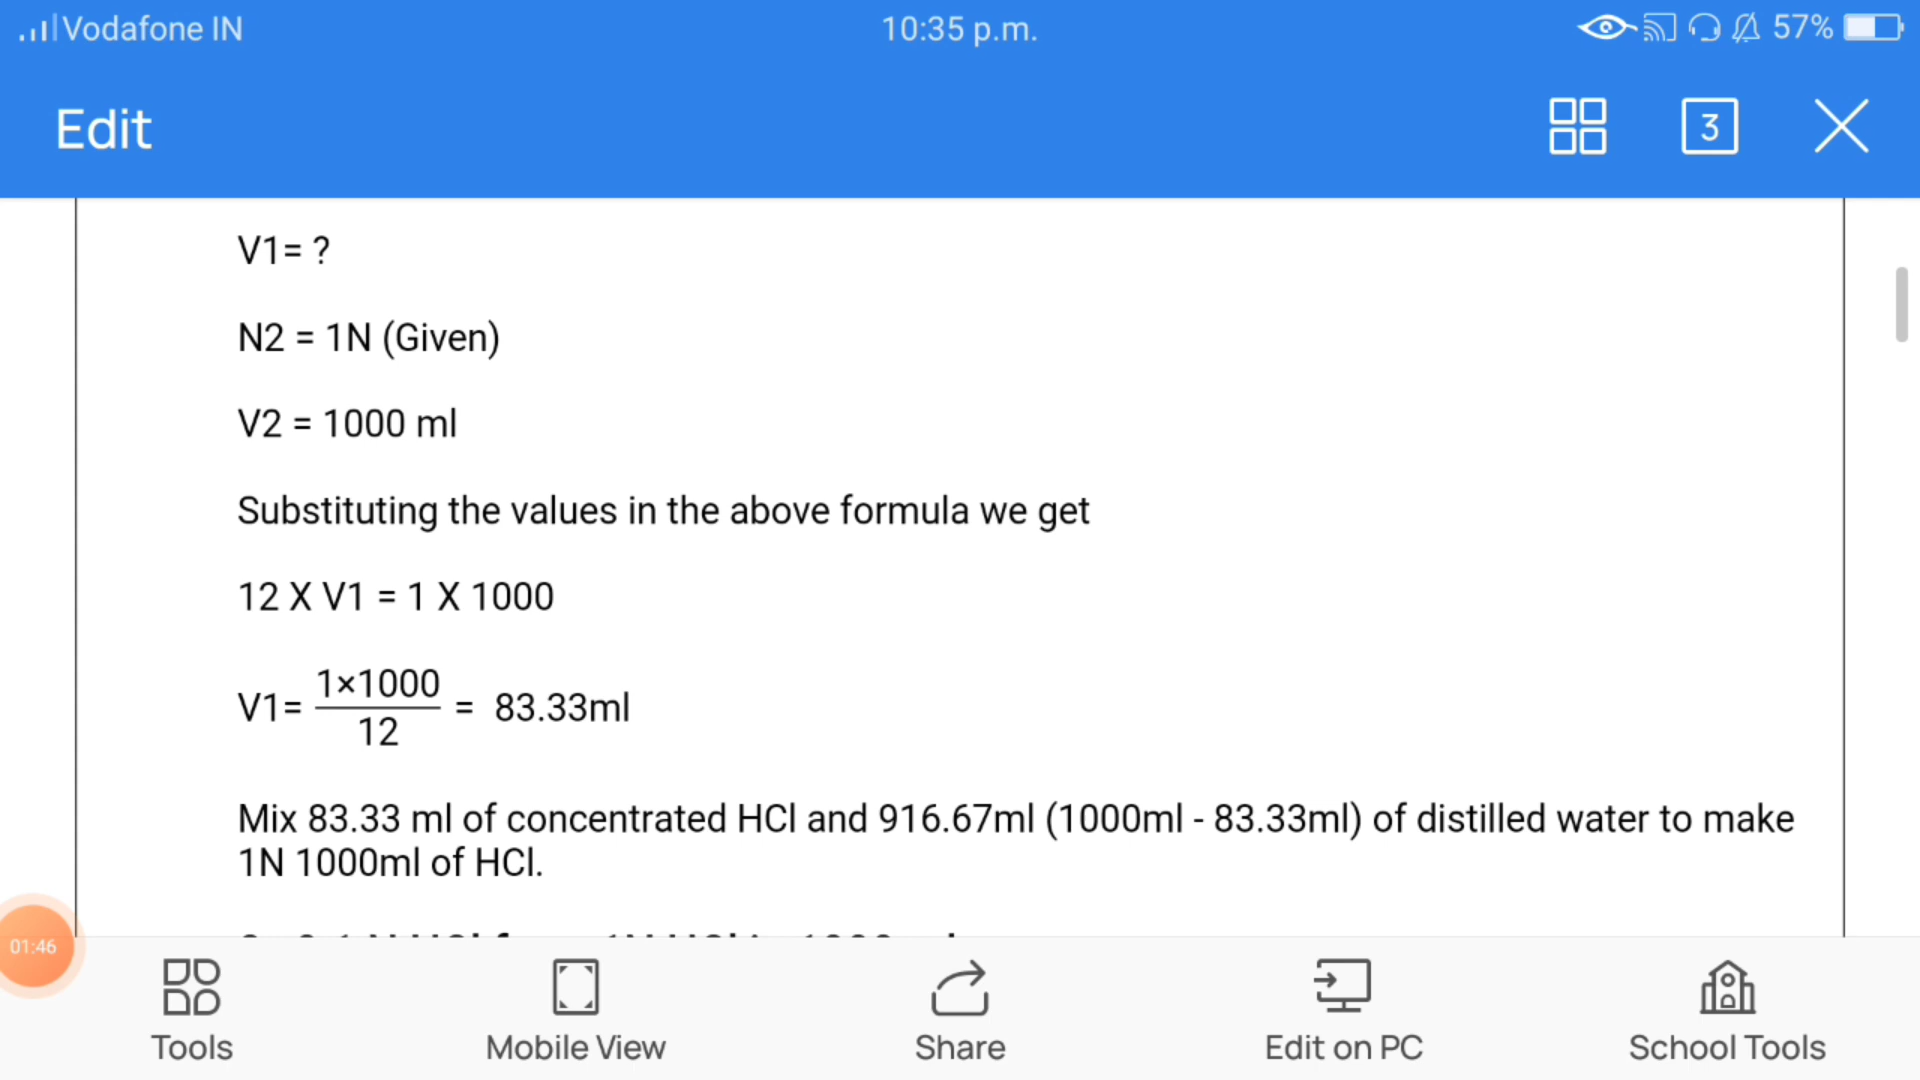 Vodafone IN 10:35 p.m. 57%
Edit 3
V1= ?
N2 = 1N (Given)
V2 = 1000 ml
Substituting the values in the above formula we get
12 X V1 = 1 X 1000
V1= 1×1000 / 12 = 83.33ml
Mix 83.33 ml of concentrated HCl and 916.67ml (1000ml - 83.33ml) of distilled water to make
1N 1000ml of HCl.
01:46
Tools Mobile View Share Edit on PC School Tools